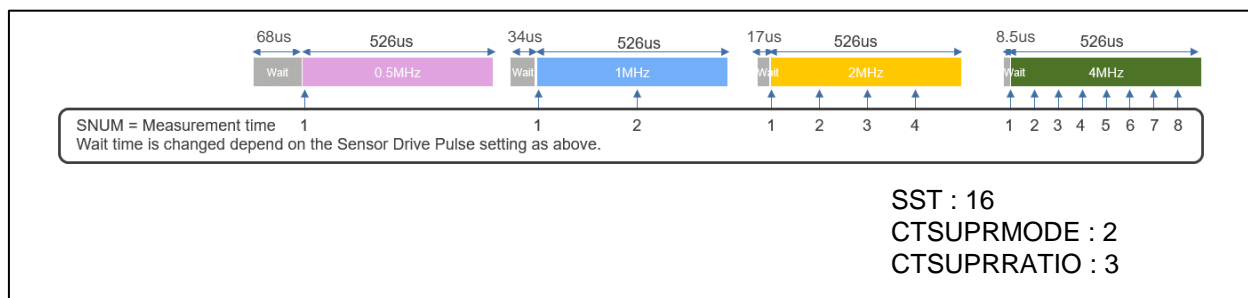 68us 526us 34us 526us 17us 526us 8.5us 526us
Wait 0.5MHz Wait 1MHz Wait 2MHz Wait 4MHz
SNUM = Measurement time 1 1 2 1 2 3 4 1 2 3 4 5 6 7 8
Wait time is changed depend on the Sensor Drive Pulse setting as above.
SST : 16
CTSUPRMODE : 2
CTSUPRRATIO : 3